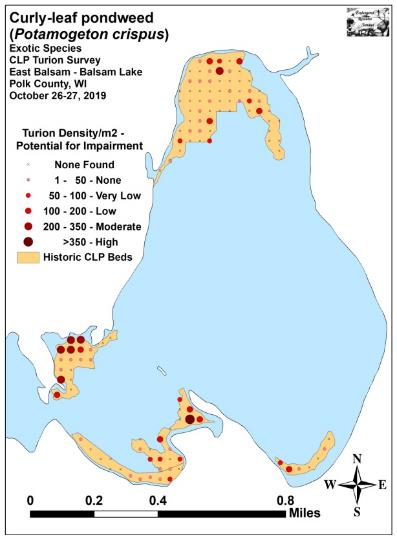 Curly-leaf pondweed
(Potamogeton crispus)
Exotic Species
CLP Turion Survey
East Balsam - Balsam Lake
Polk County, WI
October 26-27, 2019
Turion Density/m2 -
Potential for Impairment
None Found
1 - 50 - None
50 - 100 - Very Low
100 - 200 - Low
200 - 350 - Moderate
>350 - High
Historic CLP Beds
N
W E
S
0 0.2 0.4 0.8
Miles